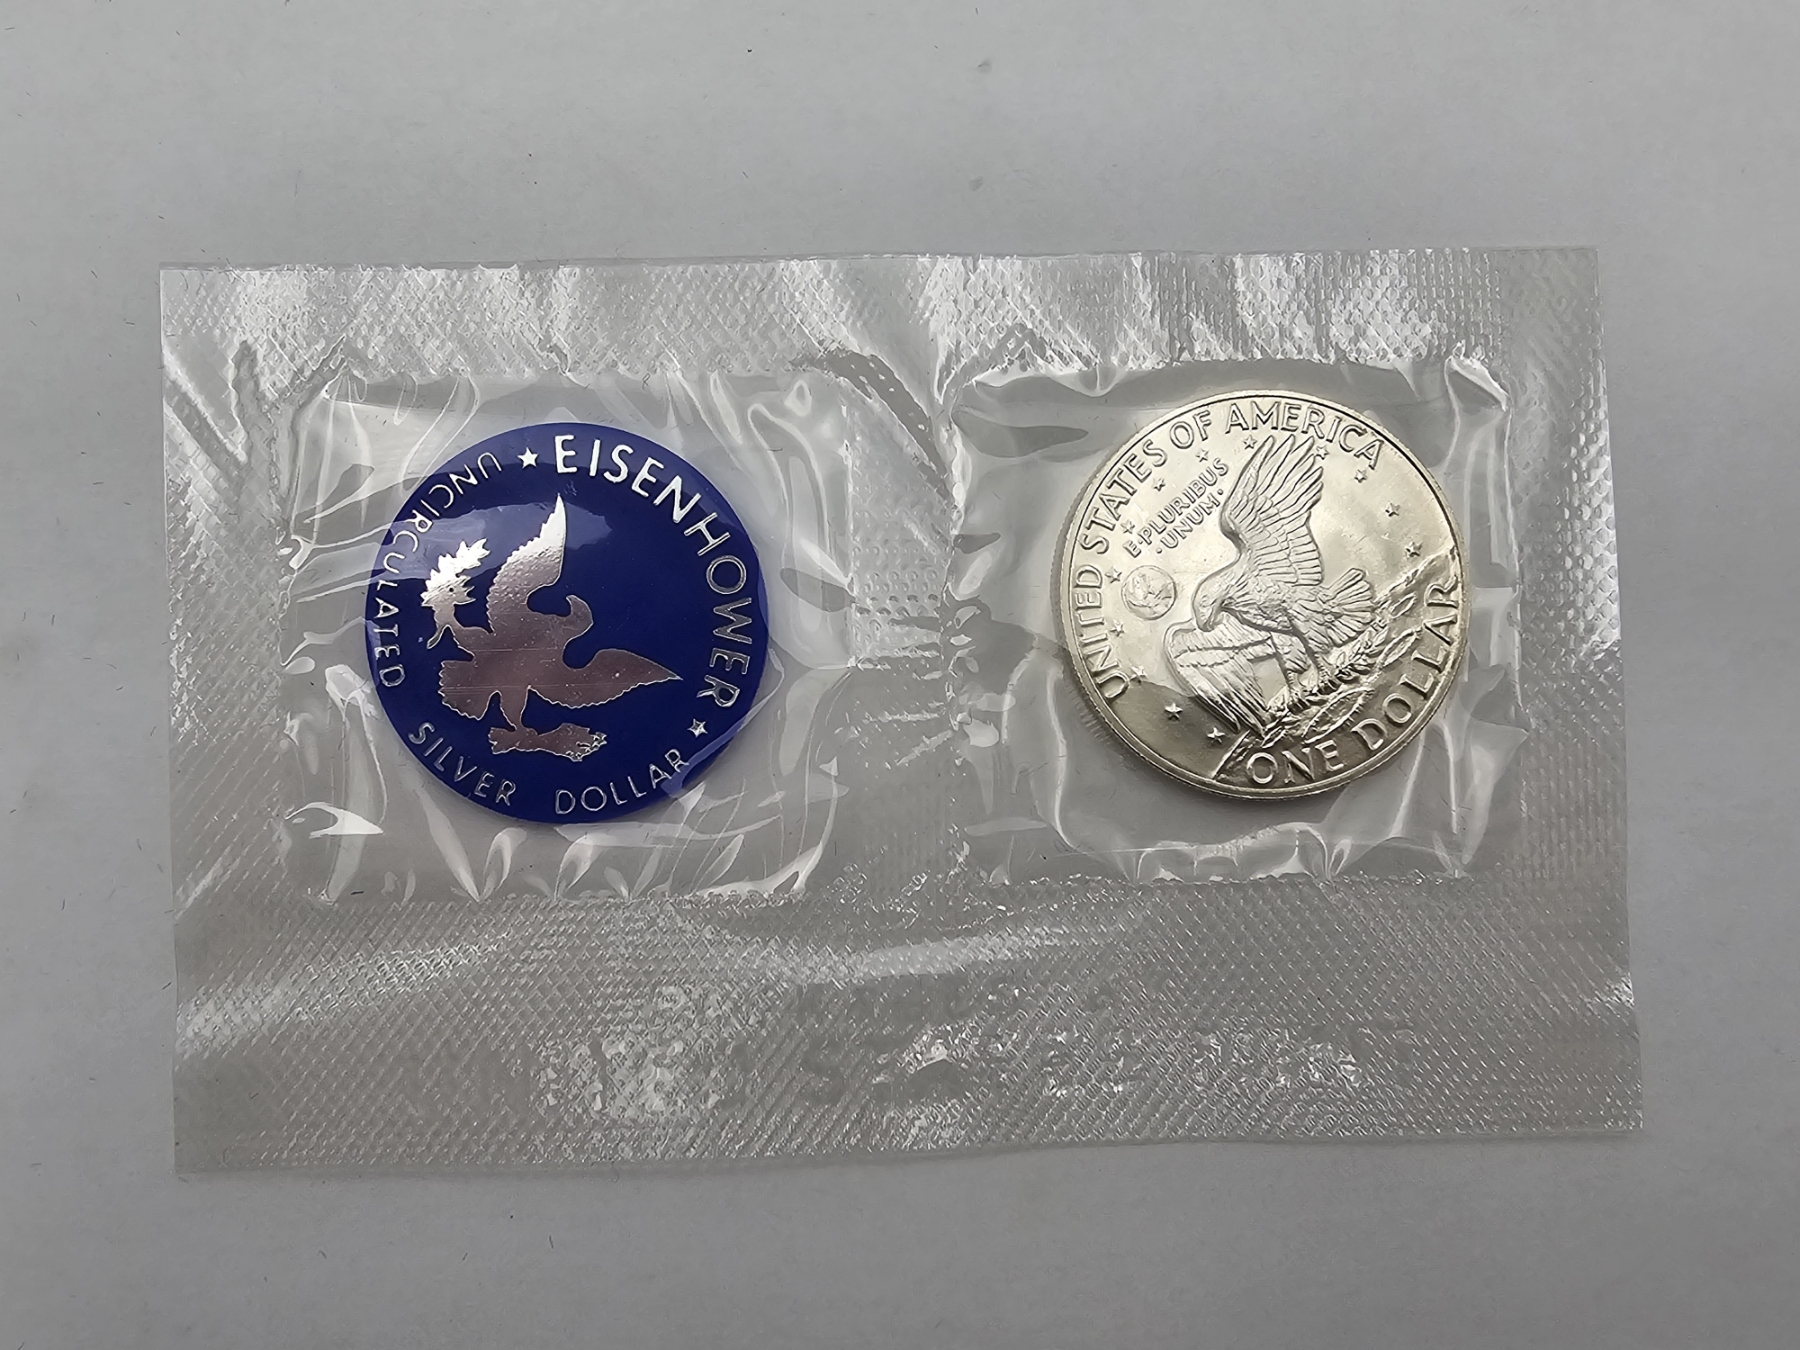 ★ EISENHOWER ★
UNCIRCULATED
SILVER DOLLAR
UNITED STATES OF AMERICA
E·PLURIBUS
·UNUM·
ONE DOLLAR